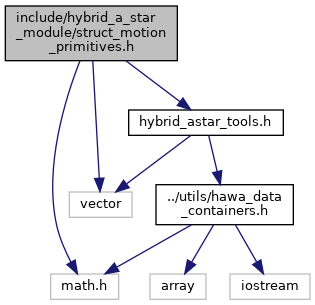 include/hybrid_a_star
_module/struct_motion
_primitives.h
hybrid_astar_tools.h
vector
../utils/hawa_data
_containers.h
math.h
array
iostream